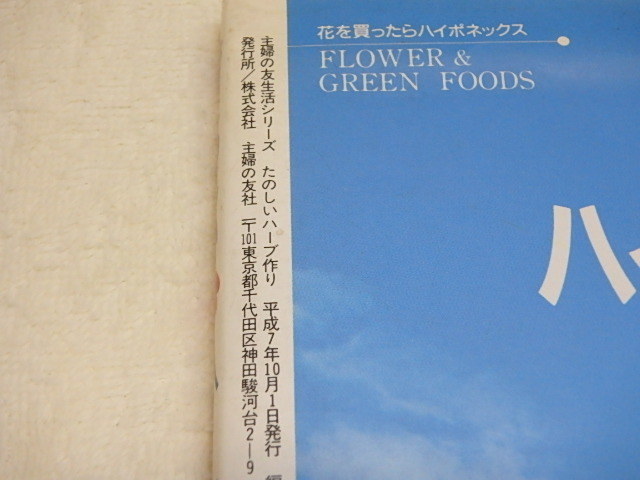 主婦の友生活シリーズ たのしいハーブ作り 平成7年10月1日発行 編
発行所/株式会社 主婦の友社 〒101東京都千代田区神田駿河台2-9
花を買ったらハイポネックス
FLOWER &
GREEN FOODS
ハイ